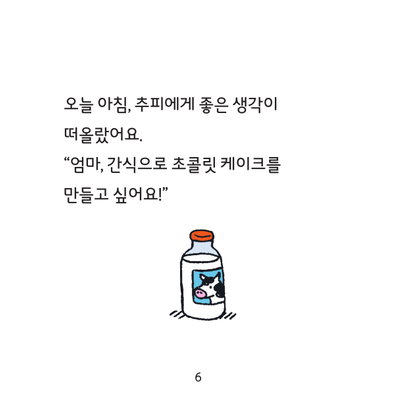 오늘 아침, 추피에게 좋은 생각이
떠올랐어요.
“엄마, 간식으로 초콜릿 케이크를
만들고 싶어요!”
6